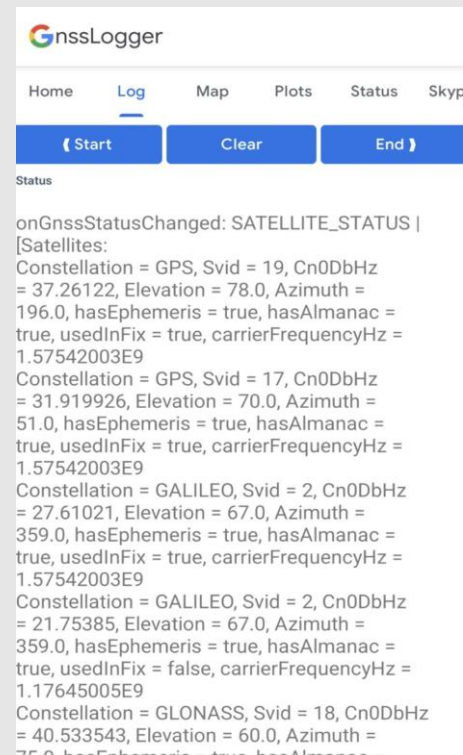 GnssLogger
Home Log Map Plots Status Skyp
⟪ Start Clear End ⟫
Status
onGnssStatusChanged: SATELLITE_STATUS |
[Satellites:
Constellation = GPS, Svid = 19, Cn0DbHz
= 37.26122, Elevation = 78.0, Azimuth =
196.0, hasEphemeris = true, hasAlmanac =
true, usedInFix = true, carrierFrequencyHz =
1.57542003E9
Constellation = GPS, Svid = 17, Cn0DbHz
= 31.919926, Elevation = 70.0, Azimuth =
51.0, hasEphemeris = true, hasAlmanac =
true, usedInFix = true, carrierFrequencyHz =
1.57542003E9
Constellation = GALILEO, Svid = 2, Cn0DbHz
= 27.61021, Elevation = 67.0, Azimuth =
359.0, hasEphemeris = true, hasAlmanac =
true, usedInFix = true, carrierFrequencyHz =
1.57542003E9
Constellation = GALILEO, Svid = 2, Cn0DbHz
= 21.75385, Elevation = 67.0, Azimuth =
359.0, hasEphemeris = true, hasAlmanac =
true, usedInFix = false, carrierFrequencyHz =
1.17645005E9
Constellation = GLONASS, Svid = 18, Cn0DbHz
= 40.533543, Elevation = 60.0, Azimuth =
75.0, hasEphemeris = true, hasAlmanac =